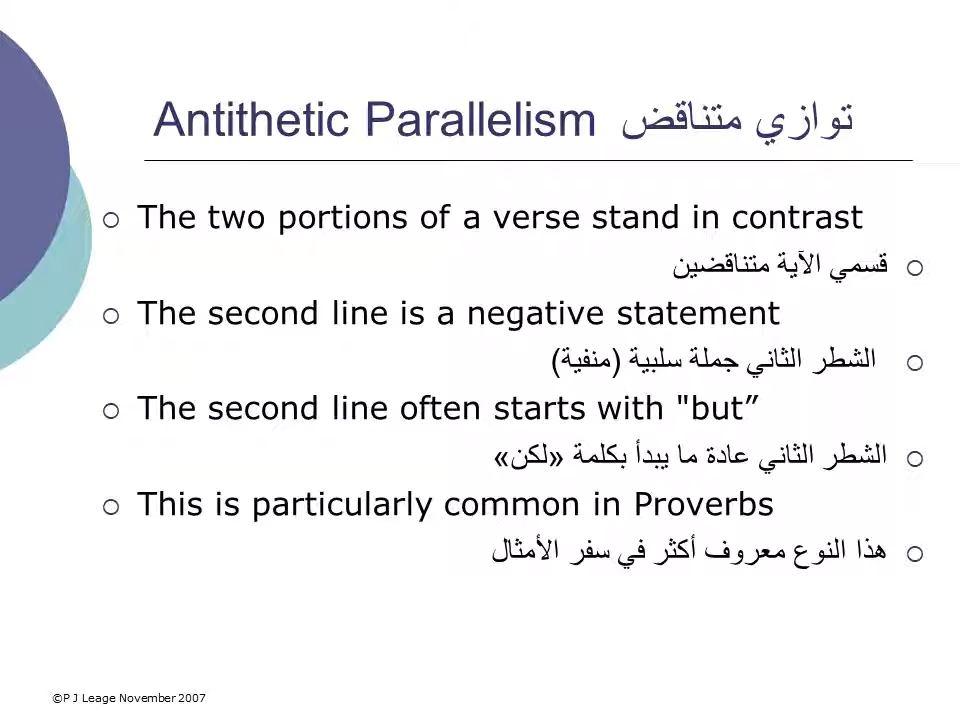 Antithetic Parallelism توازي متناقض
The two portions of a verse stand in contrast
قسمي الآية متناقضين
The second line is a negative statement
الشطر الثاني جملة سلبية (منفية)
The second line often starts with "but”
الشطر الثاني عادة ما يبدأ بكلمة «لكن»
This is particularly common in Proverbs
هذا النوع معروف أكثر في سفر الأمثال
©P J Leage November 2007